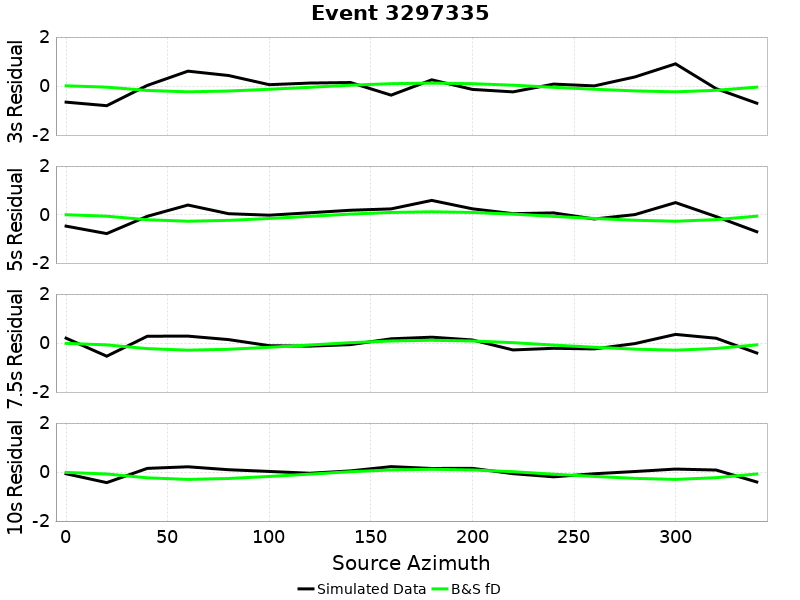 Event 3297335
3s Residual
2
0
-2
5s Residual
2
0
-2
7.5s Residual
2
0
-2
10s Residual
2
0
-2
0 50 100 150 200 250 300
Source Azimuth
Simulated Data B&S fD